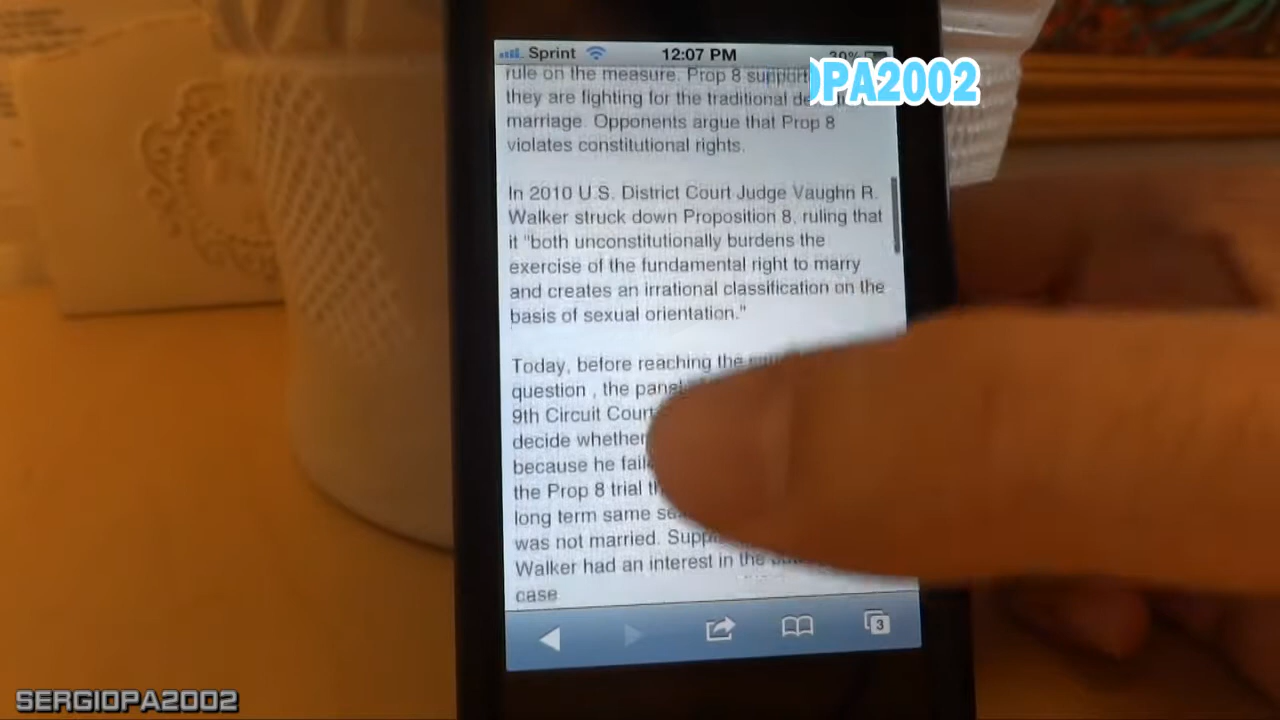 Sprint 12:07 PM
rule on the measure. Prop 8
they are fighting for the traditional
OPA2002
marriage. Opponents argue that Prop 8
violates constitutional rights.
In 2010 U.S. District Court Judge Vaughn R.
Walker struck down Proposition 8, ruling that
it "both unconstitutionally burdens the
exercise of the fundamental right to marry
and creates an irrational classification on the
basis of sexual orientation."
Today, before reaching the
question , the panel
9th Circuit Court
decide whether
because he
the Prop 8 trial
long term same
was not married.
Walker had an interest in the
case
3
SERGIOPA2002